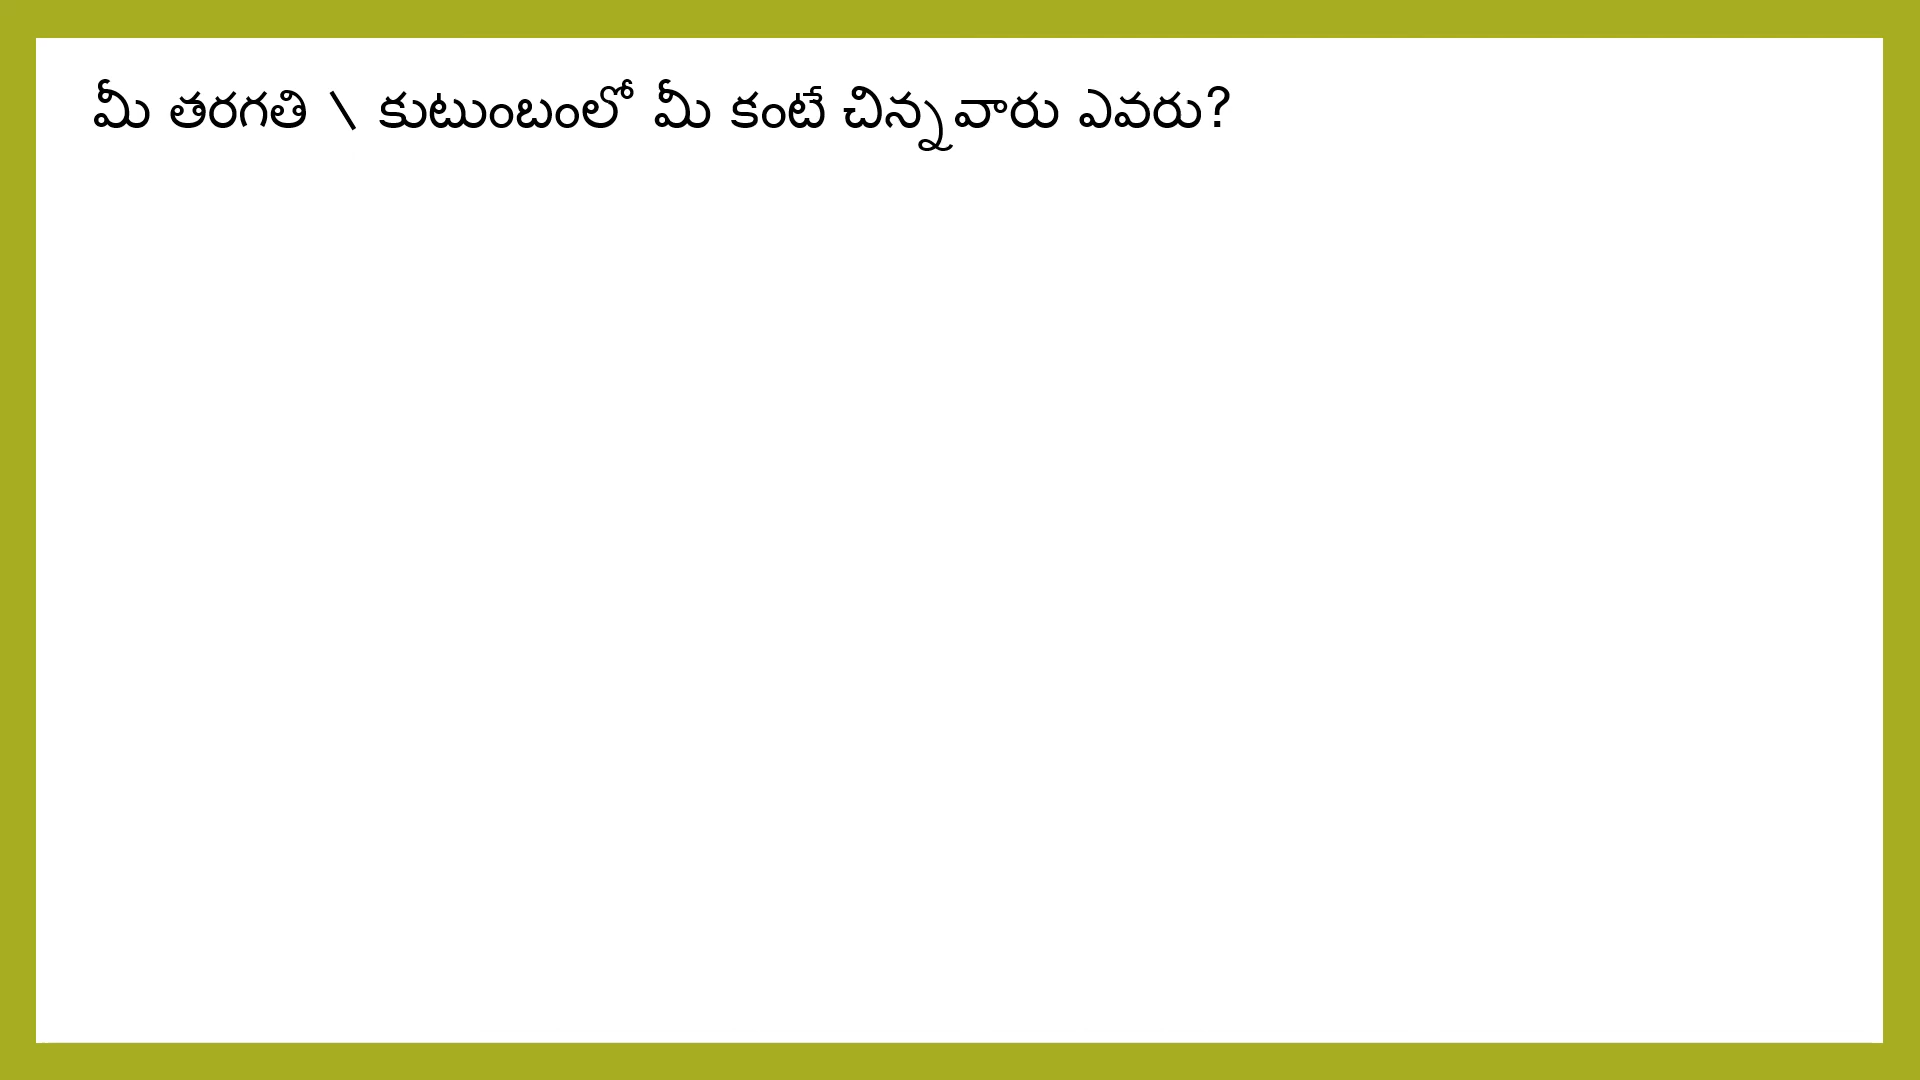 మీ తరగతి \ కుటుంబంలో మీ కంటే చిన్నవారు ఎవరు?